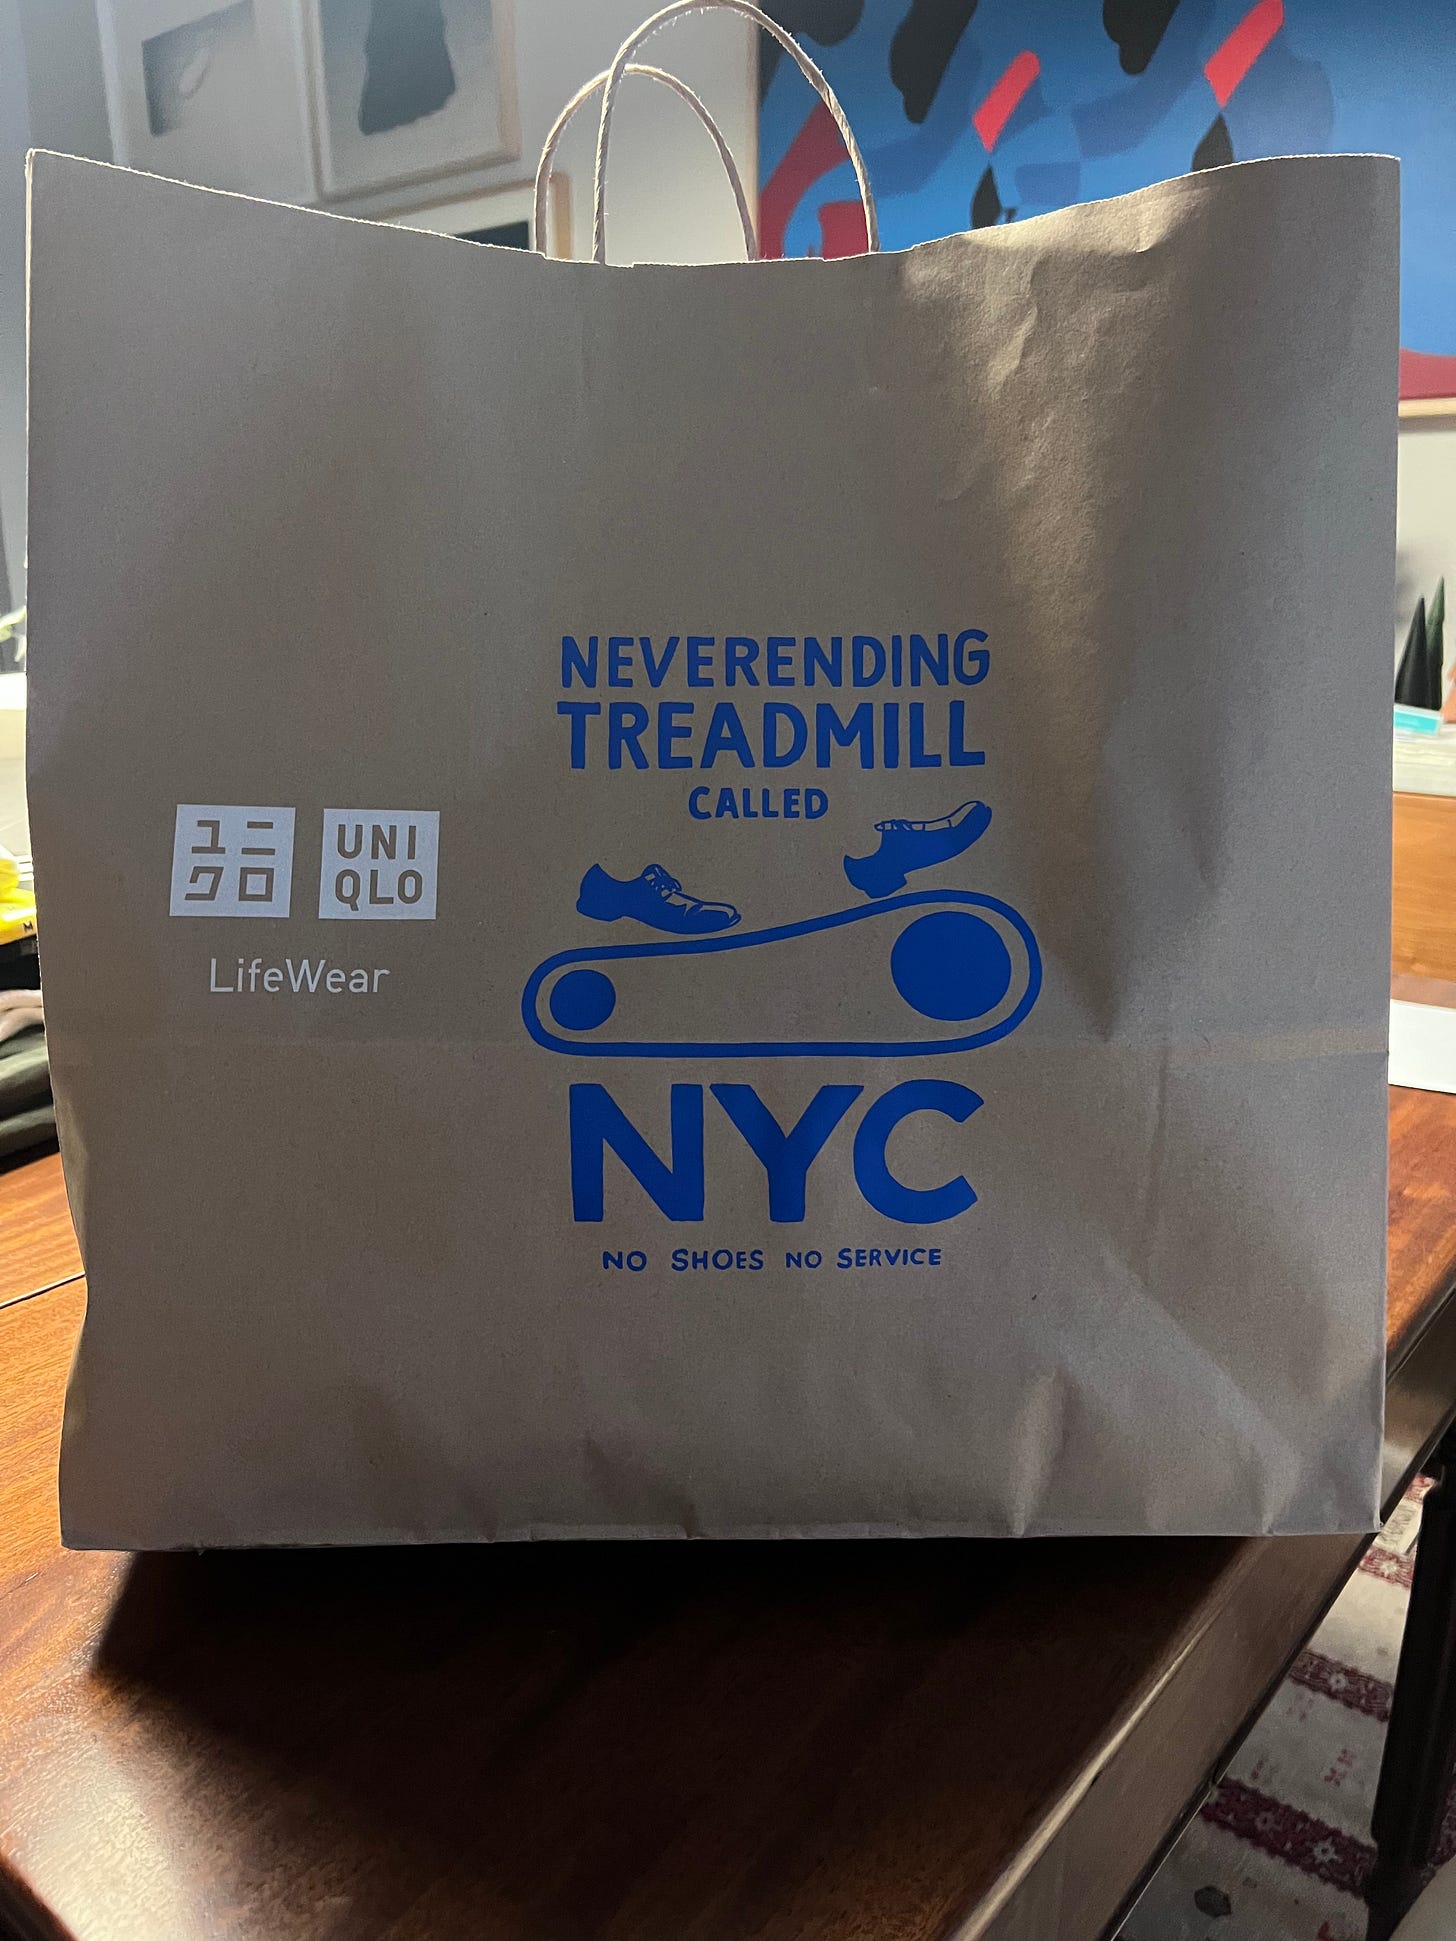 NEVERENDING
TREADMILL
CALLED
ユニ
クロ
UNI
QLO
LifeWear
NYC
NO SHOES NO SERVICE